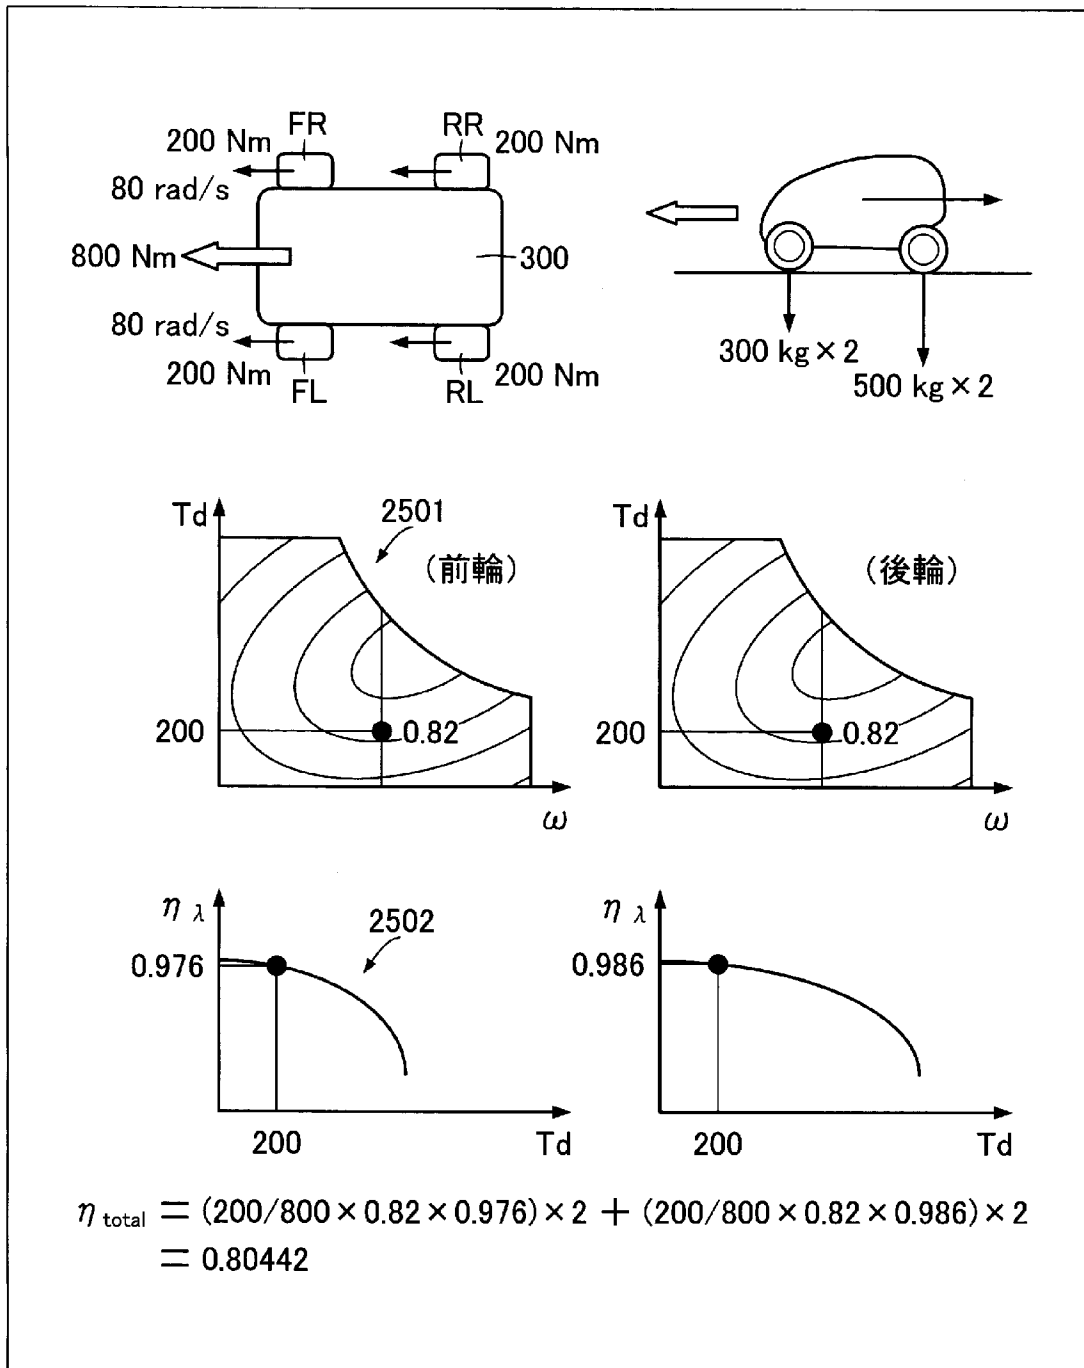 FR
RR
200 Nm
200 Nm
80 rad/s
800 Nm
300
80 rad/s
200 Nm
200 Nm
FL
RL
300 kg×2
500 kg×2
Td
2501
(前輪)
200
0.82
ω
Td
(後輪)
200
0.82
ω
η λ
2502
0.976
200
Td
η λ
0.986
200
Td
η total = (200/800×0.82×0.976)×2 + (200/800×0.82×0.986)×2
= 0.80442